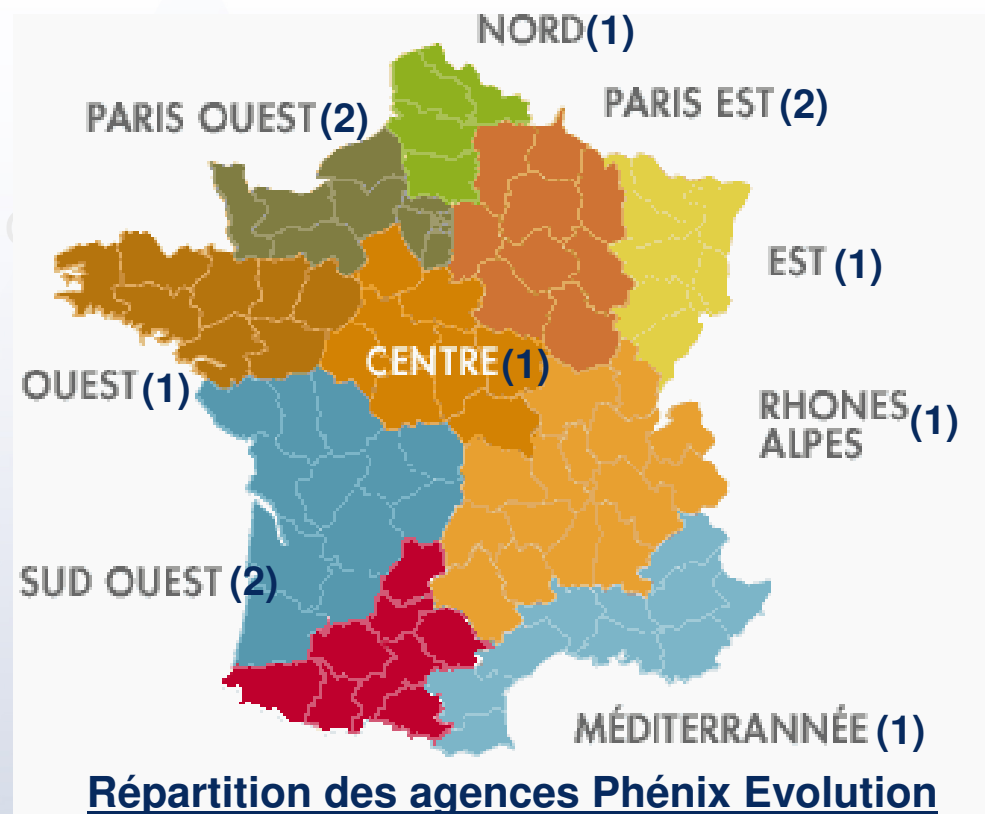 NORD(1)
PARIS OUEST(2)
PARIS EST(2)
EST (1)
CENTRE(1)
OUEST(1)
RHONES
ALPES (1)
SUD OUEST(2)
MÉDITERRANNÉE (1)
Répartition des agences Phénix Evolution